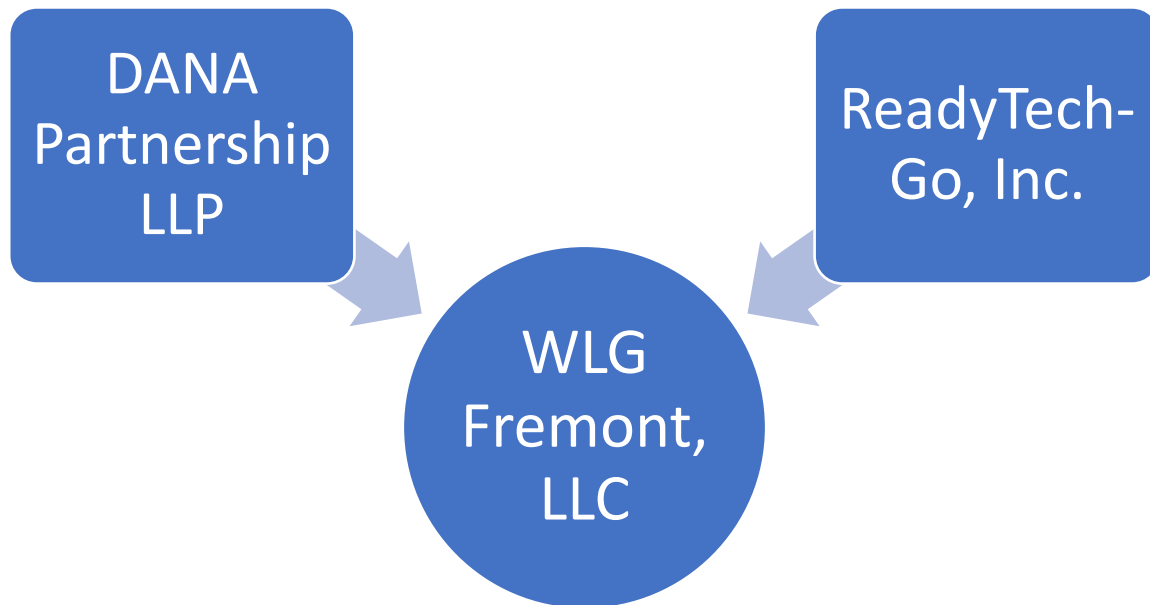 DANA
Partnership
LLP
ReadyTech-
Go, Inc.
WLG
Fremont,
LLC